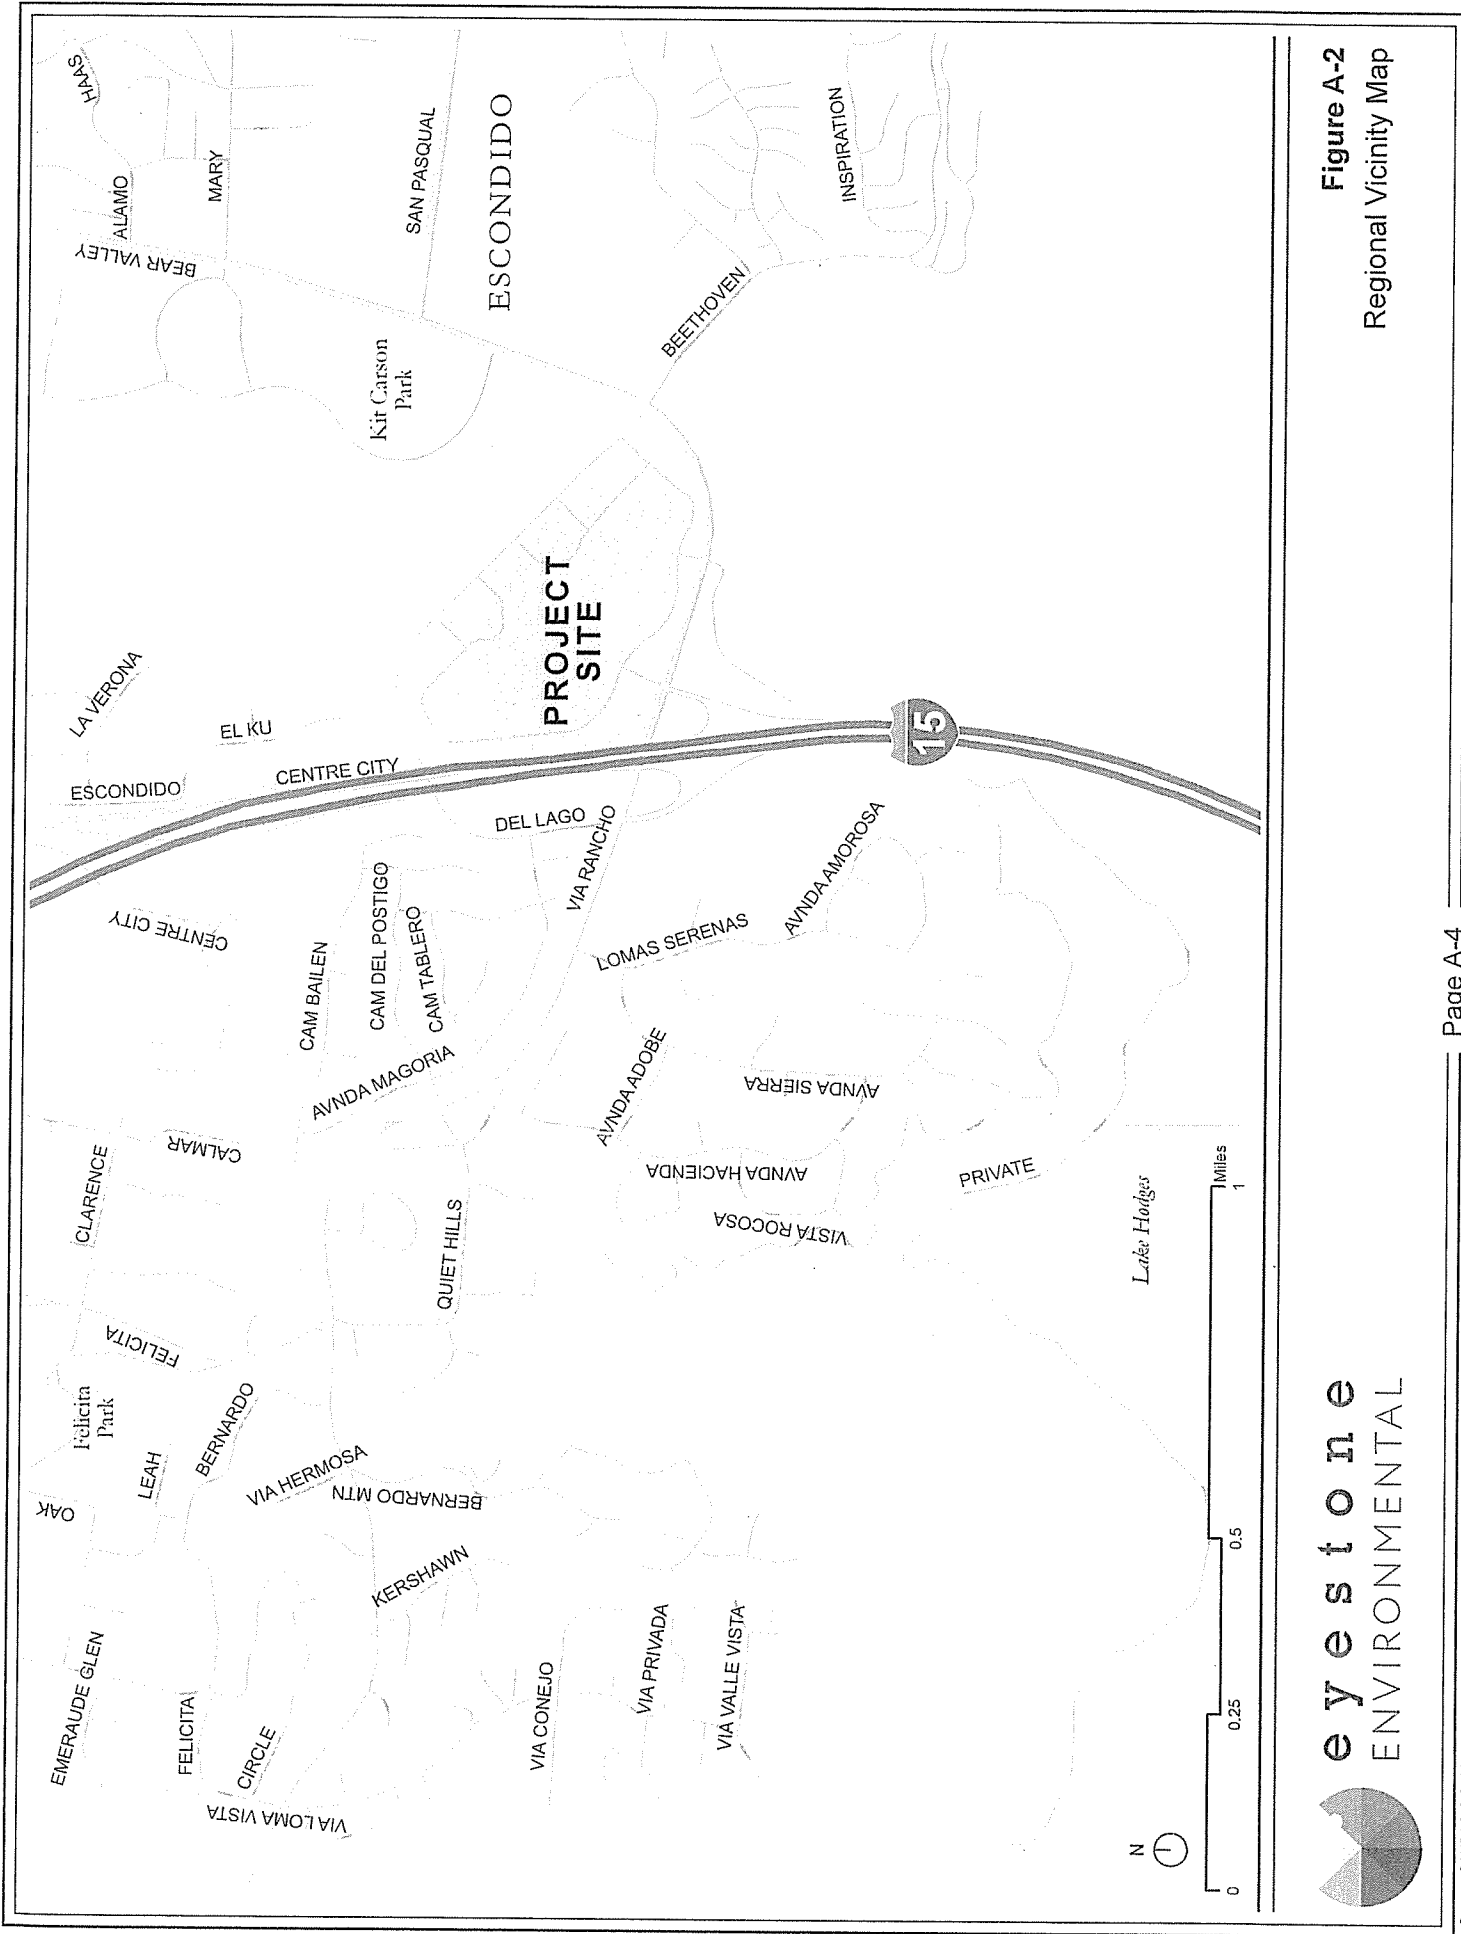 HAAS
ALAMO
BEAR VALLEY
MARY
SAN PASQUAL
ESCONDIDO
Kit Carson
Park
BEETHOVEN
INSPIRATION
LA VERONA
EL KU
ESCONDIDO
CENTRE CITY
PROJECT
SITE
15
DEL LAGO
VIA RANCHO
CENTRE CITY
CAM BAILEN
CAM DEL POSTIGO
CAM TABLERO
AVNDA MAGORIA
LOMAS SERENAS
AVNDA AMOROSA
AVNDA ADOBE
AVNDA SIERRA
AVNDA HACIENDA
VISTA ROCOSA
PRIVATE
Lake Hodges
CLARENCE
CALMAR
QUIET HILLS
FELICITA
Felicita
Park
OAK
LEAH
BERNARDO
VIA HERMOSA
BERNARDO MTN
KERSHAWN
EMERAUDE GLEN
FELICITA
CIRCLE
VIA LOMA VISTA
VIA CONEJO
VIA PRIVADA
VIA VALLE VISTA
N
0 0.25 0.5 1
Miles
eyestone
ENVIRONMENTAL
Figure A-2
Regional Vicinity Map
Page A-4